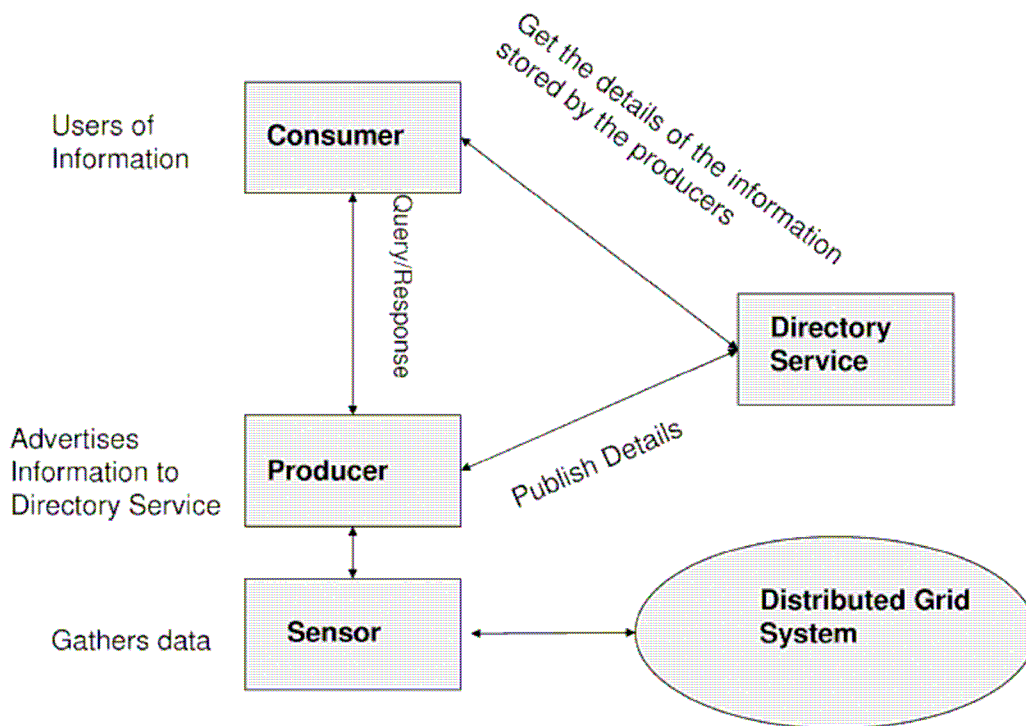 Get the details of the information
stored by the producers
Users of
Information
Consumer
Query/Response
Directory
Service
Advertises
Information to
Directory Service
Producer
Publish Details
Gathers data
Sensor
Distributed Grid
System